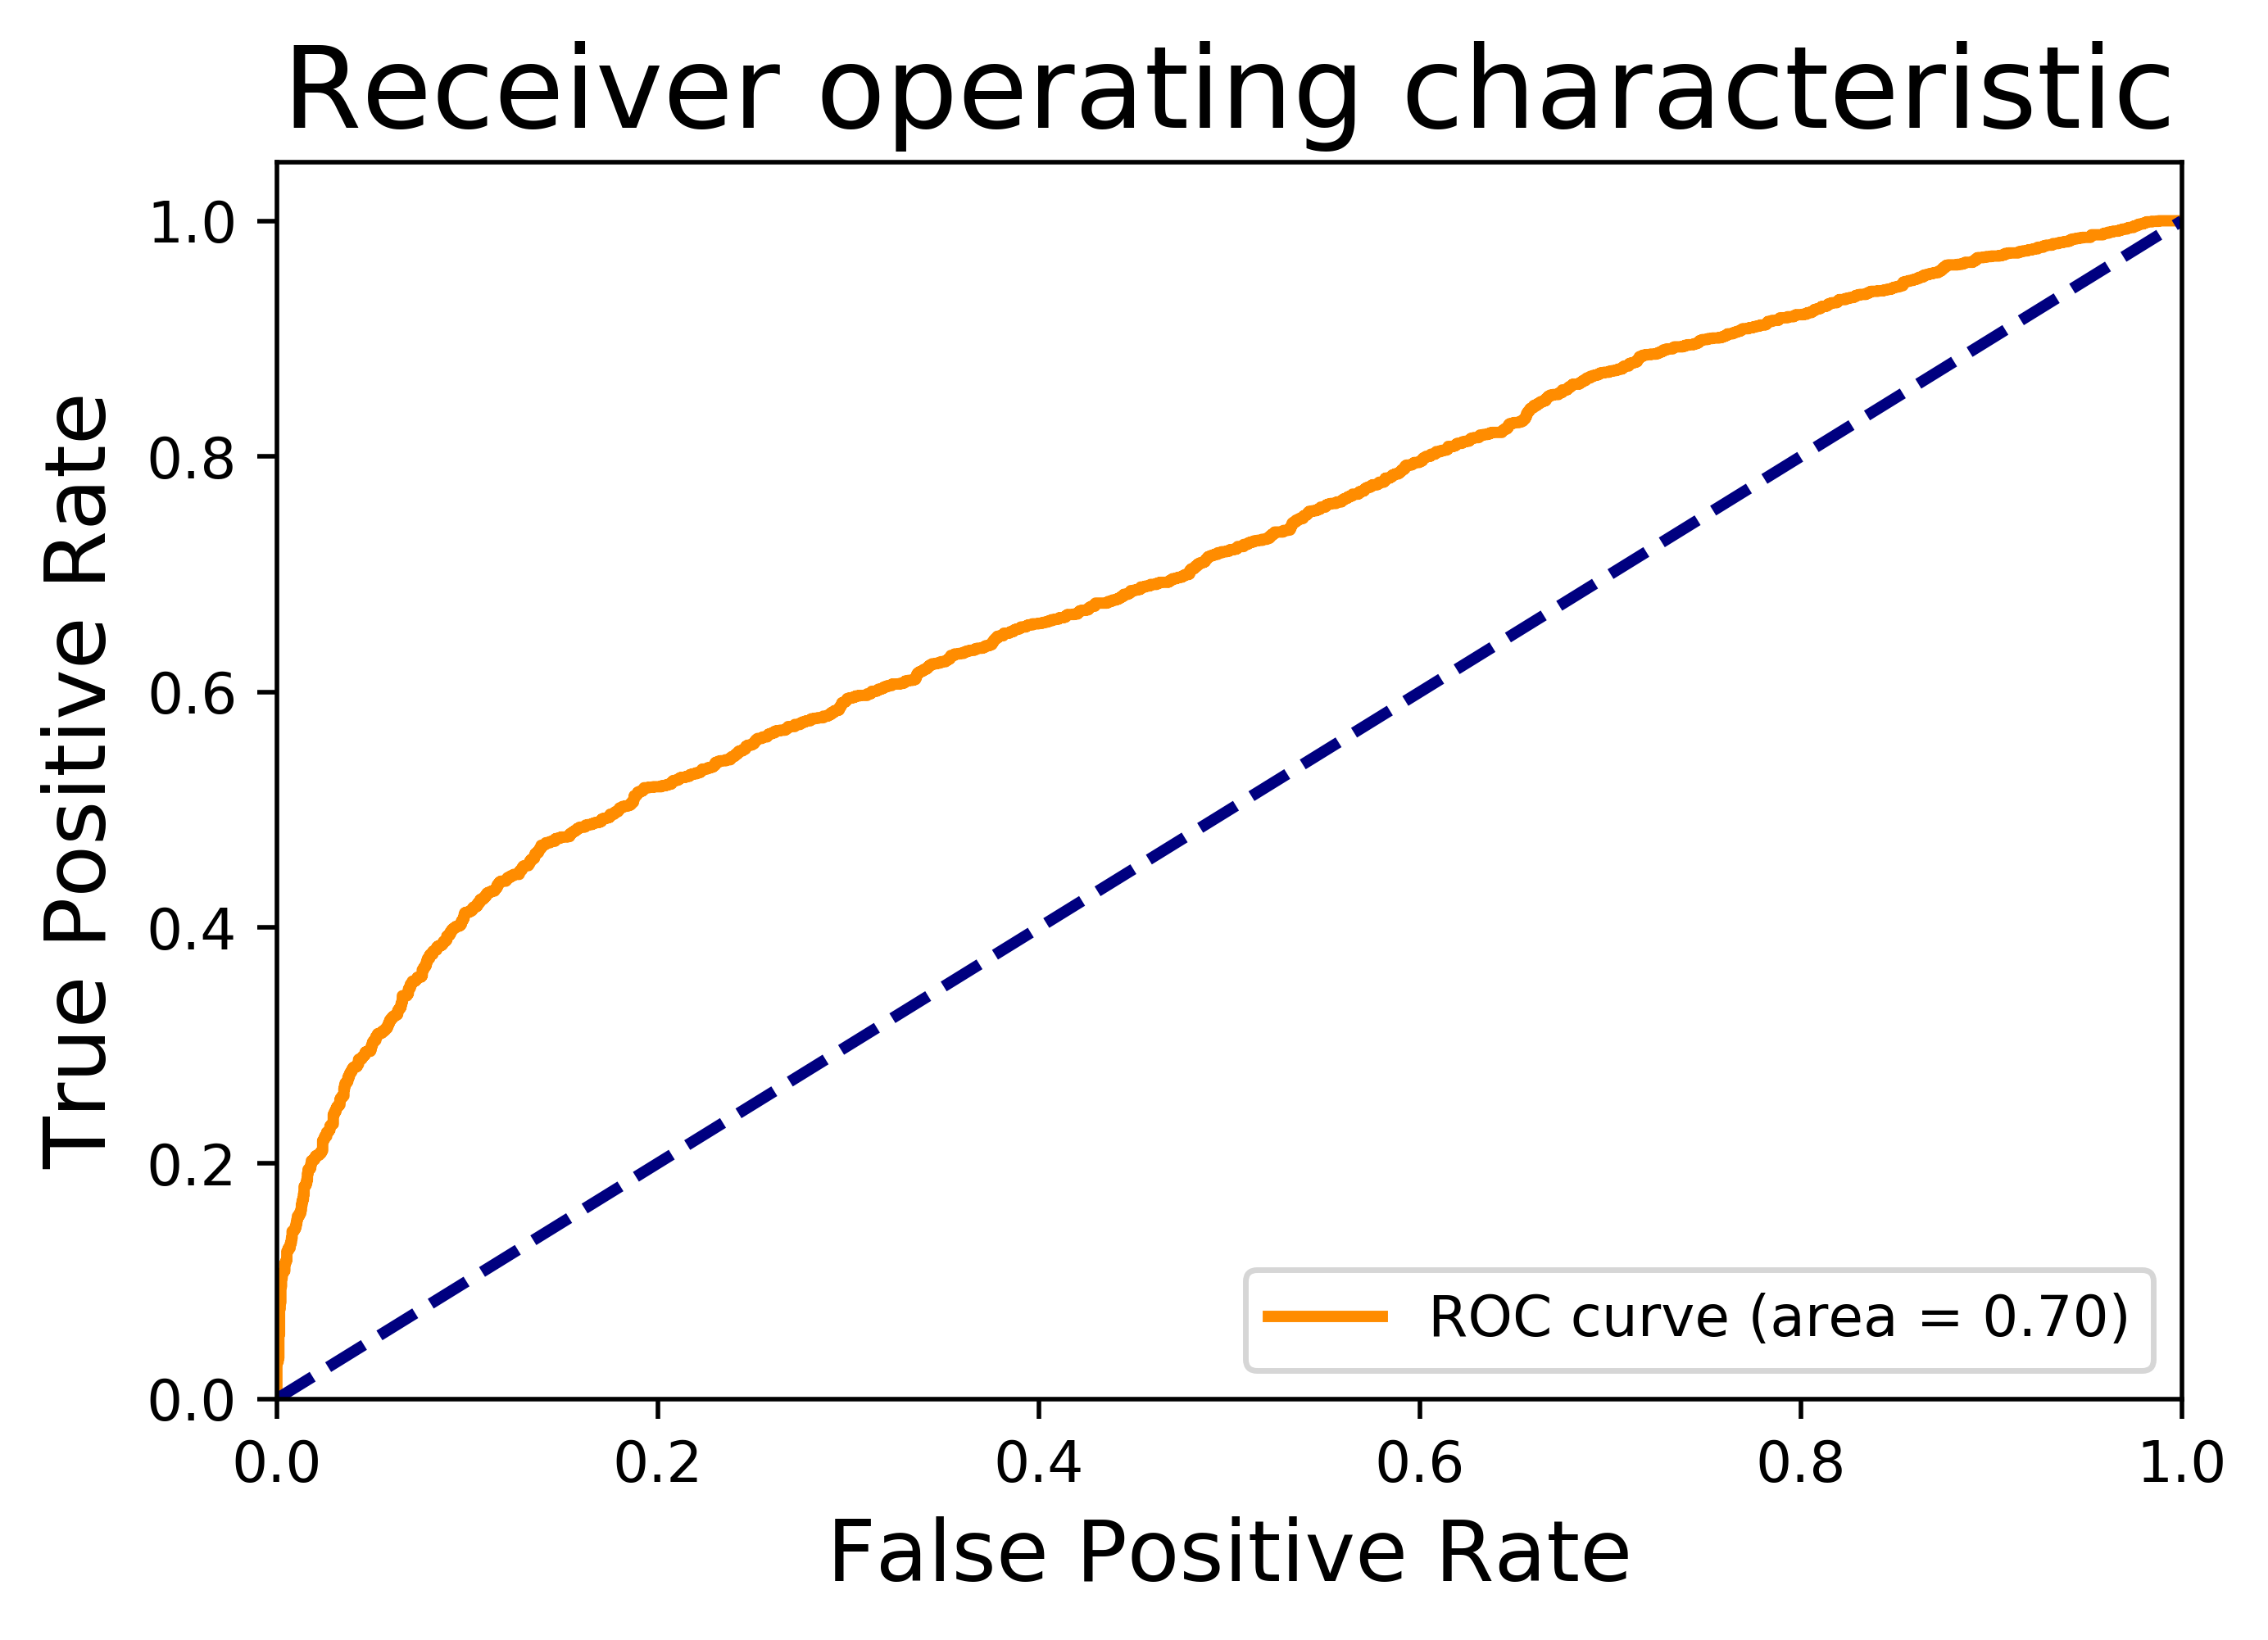 Receiver operating characteristic
True Positive Rate
1.0
0.8
0.6
0.4
0.2
0.0
ROC curve (area = 0.70)
0.0 0.2 0.4 0.6 0.8 1.0
False Positive Rate